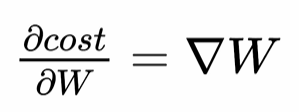 ∂cost/∂W = ∇W